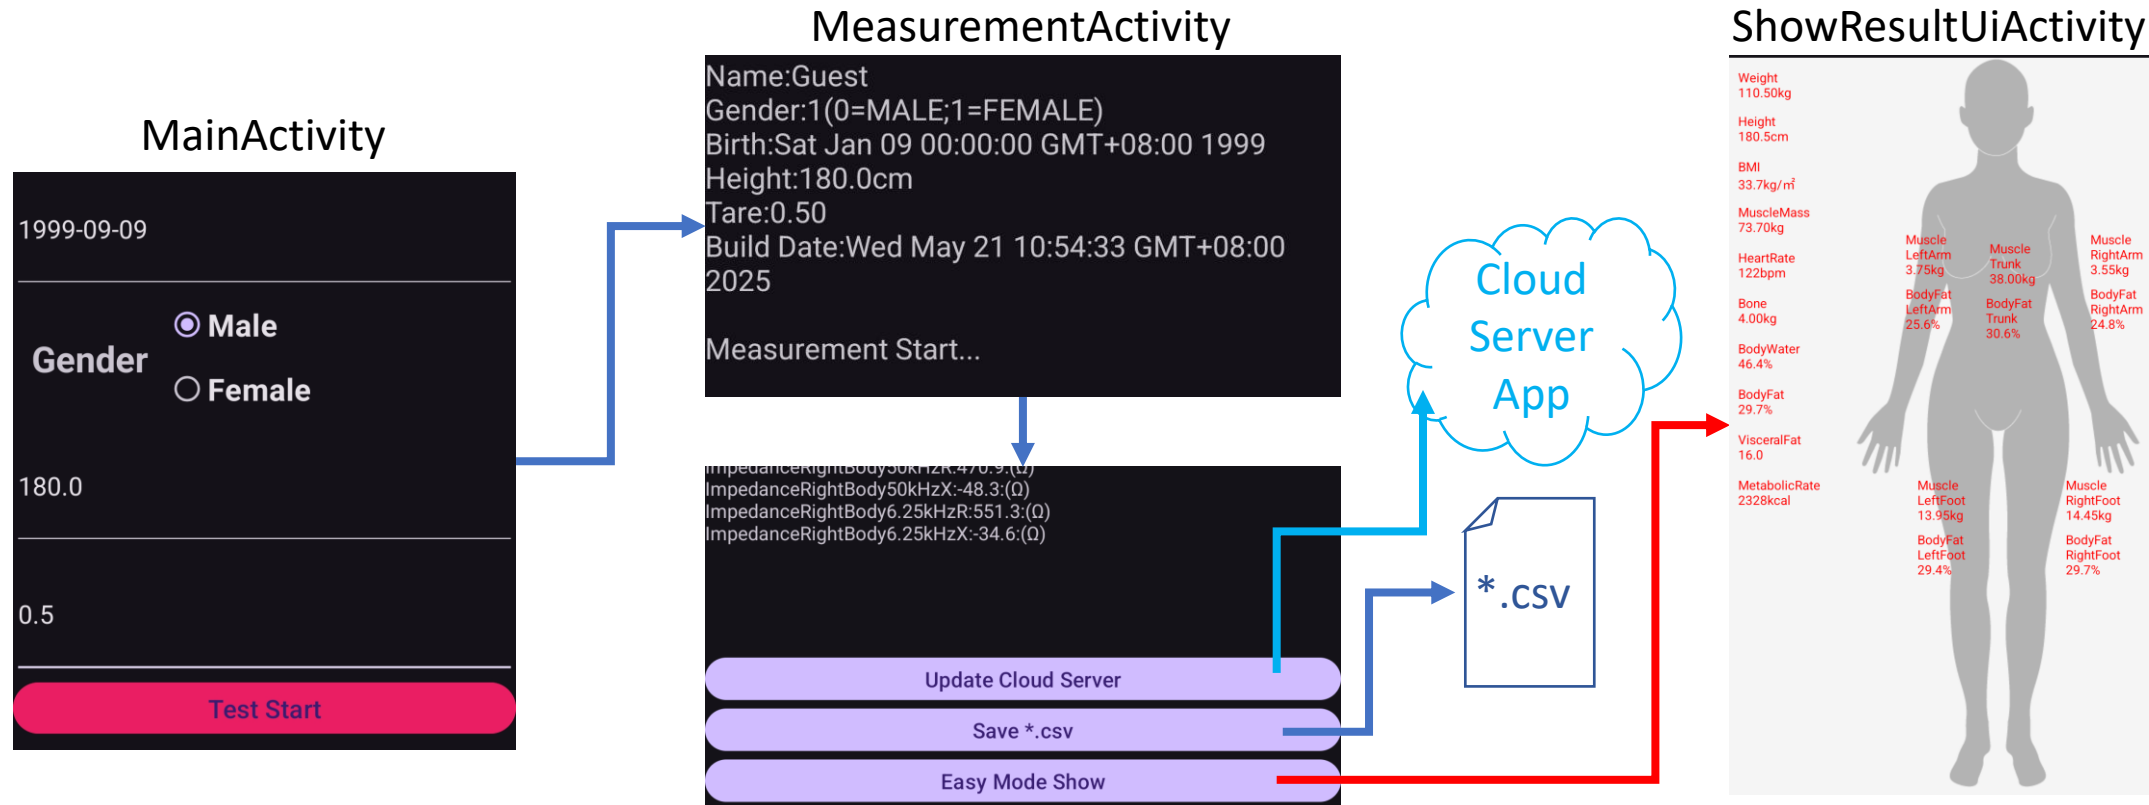 MainActivity
1999-09-09
Gender
Male
Female
180.0
0.5
Test Start
MeasurementActivity
Name:Guest
Gender:1(0=MALE;1=FEMALE)
Birth:Sat Jan 09 00:00:00 GMT+08:00 1999
Height:180.0cm
Tare:0.50
Build Date:Wed May 21 10:54:33 GMT+08:00
2025
Measurement Start...
ImpedanceRightBody50kHzR:470.9:(Ω)
ImpedanceRightBody50kHzX:-48.3:(Ω)
ImpedanceRightBody6.25kHzR:551.3:(Ω)
ImpedanceRightBody6.25kHzX:-34.6:(Ω)
Update Cloud Server
Save *.csv
Easy Mode Show
Cloud
Server
App
*.csv
ShowResultUiActivity
Weight
110.50kg
Height
180.5cm
BMI
33.7kg/㎡
MuscleMass
73.70kg
HeartRate
122bpm
Bone
4.00kg
BodyWater
46.4%
BodyFat
29.7%
VisceralFat
16.0
MetabolicRate
2328kcal
Muscle
LeftArm
3.75kg
BodyFat
LeftArm
25.6%
Muscle
Trunk
38.00kg
BodyFat
Trunk
30.6%
Muscle
RightArm
3.55kg
BodyFat
RightArm
24.8%
Muscle
LeftFoot
13.95kg
BodyFat
LeftFoot
29.4%
Muscle
RightFoot
14.45kg
BodyFat
RightFoot
29.7%